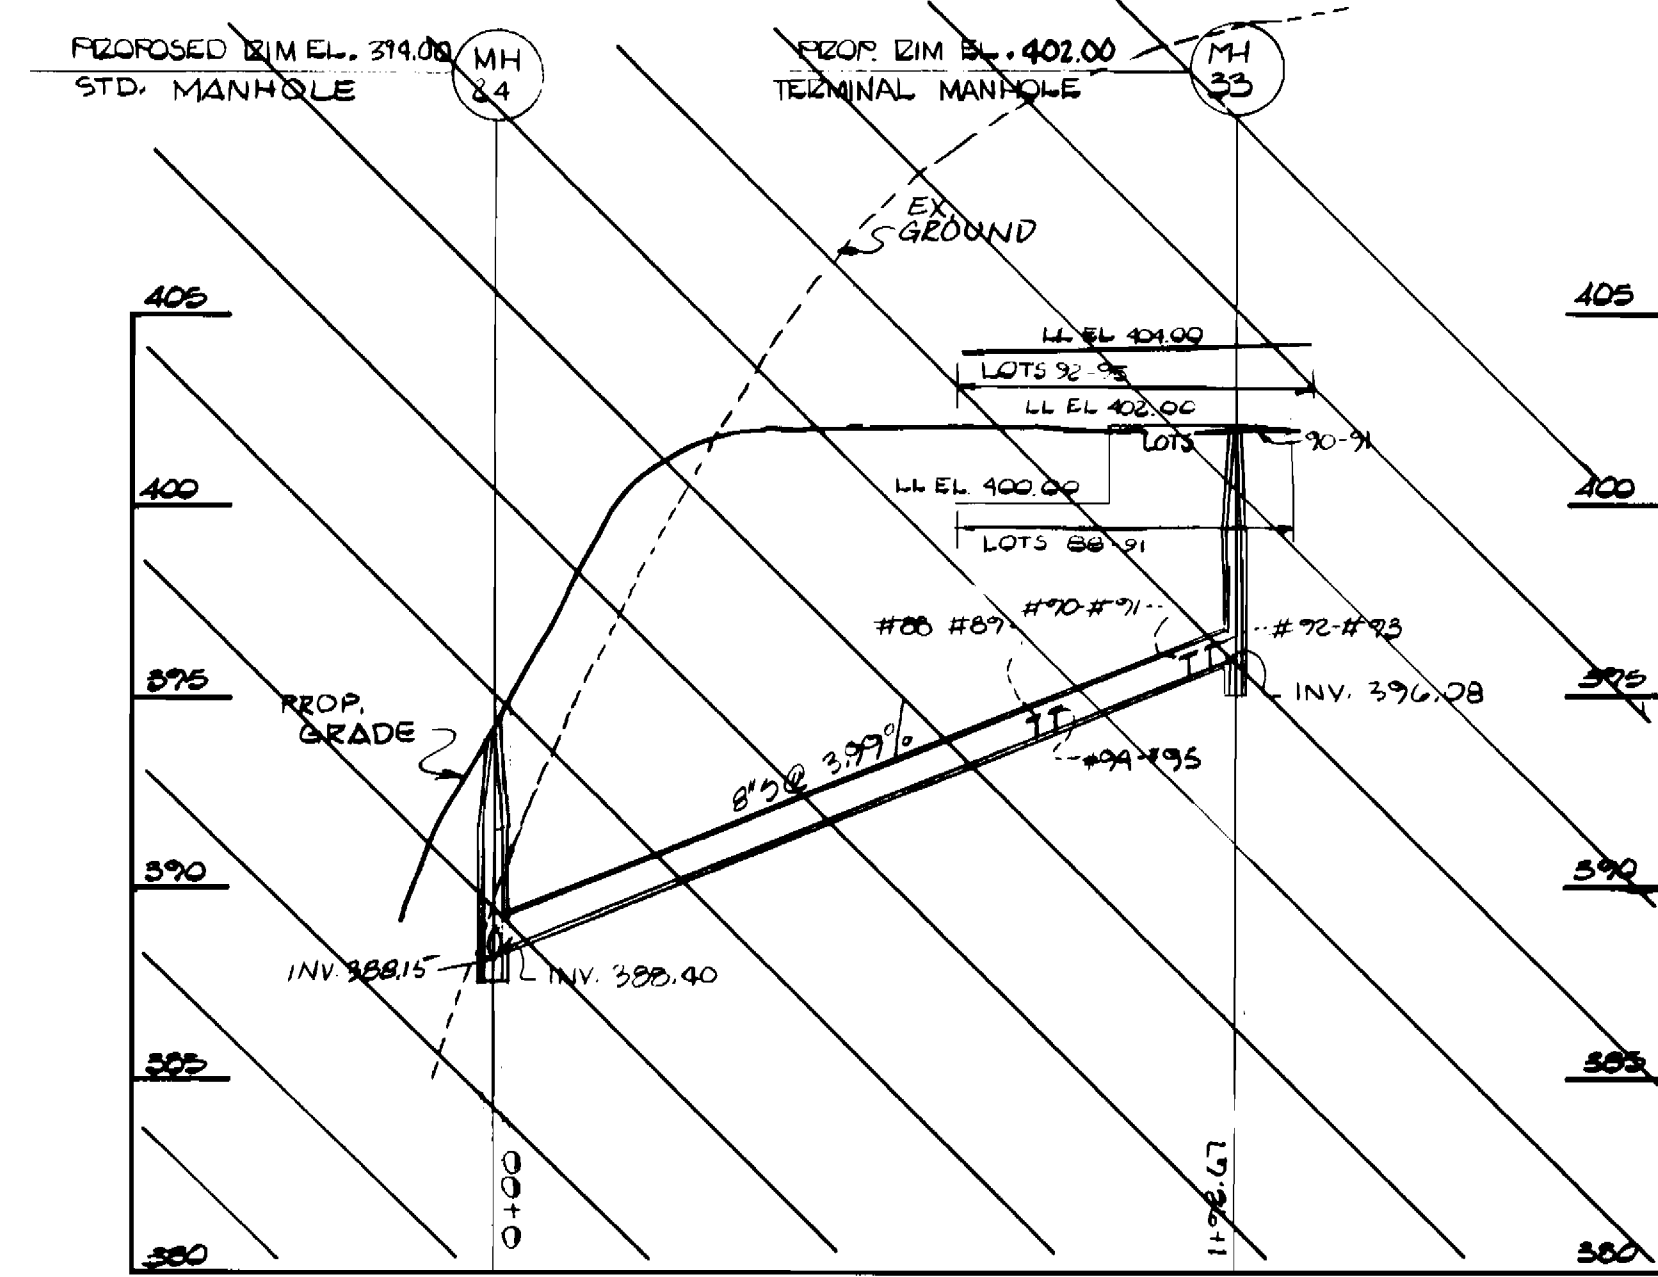 PROPOSED RIM EL. 394.00
STD. MANHOLE
MH
84
PROP. RIM EL. 402.00
TERMINAL MANHOLE
MH
33
EX.
GROUND
405
405
LL EL 404.00
LOTS 92-95
LL EL 402.00
LOTS
90-91
400
LL EL. 400.00
400
LOTS 88-91
#88 #89
#90-#91
#92-#93
395
395
INV. 396.08
PROP.
GRADE
8"S @ 3.99%
#94-#95
390
390
INV. 388.15
INV. 388.40
385
385
0+00
380
380